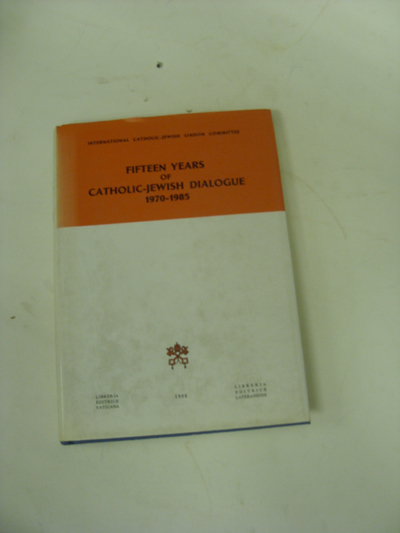 INTERNATIONAL CATHOLIC-JEWISH LIAISON COMMITTEE
FIFTEEN YEARS
OF
CATHOLIC-JEWISH DIALOGUE
1970-1985
LIBRERIA
EDITRICE
VATICANA
1988
LIBRERIA
EDITRICE
LATERANENSE